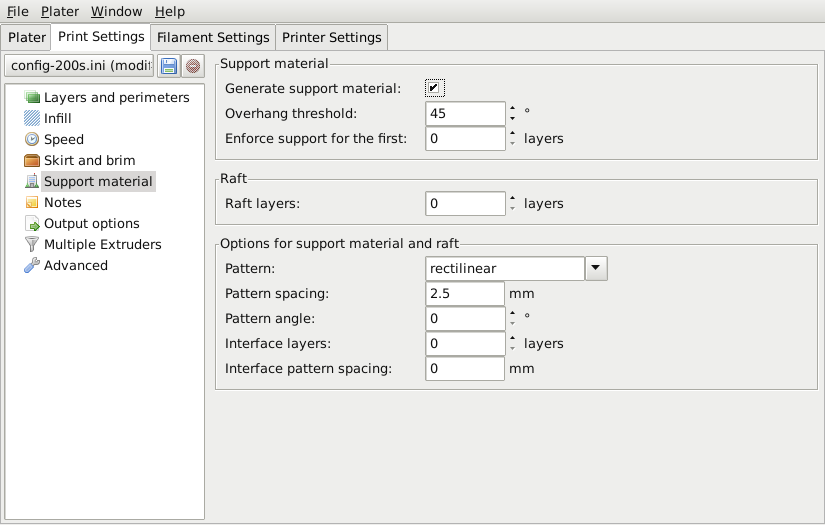 File Plater Window Help
Plater Print Settings Filament Settings Printer Settings
config-200s.ini (modif
Layers and perimeters
Infill
Speed
Skirt and brim
Support material
Notes
Output options
Multiple Extruders
Advanced
Support material
Generate support material:
Overhang threshold: 45 °
Enforce support for the first: 0 layers
Raft
Raft layers: 0 layers
Options for support material and raft
Pattern: rectilinear
Pattern spacing: 2.5 mm
Pattern angle: 0 °
Interface layers: 0 layers
Interface pattern spacing: 0 mm